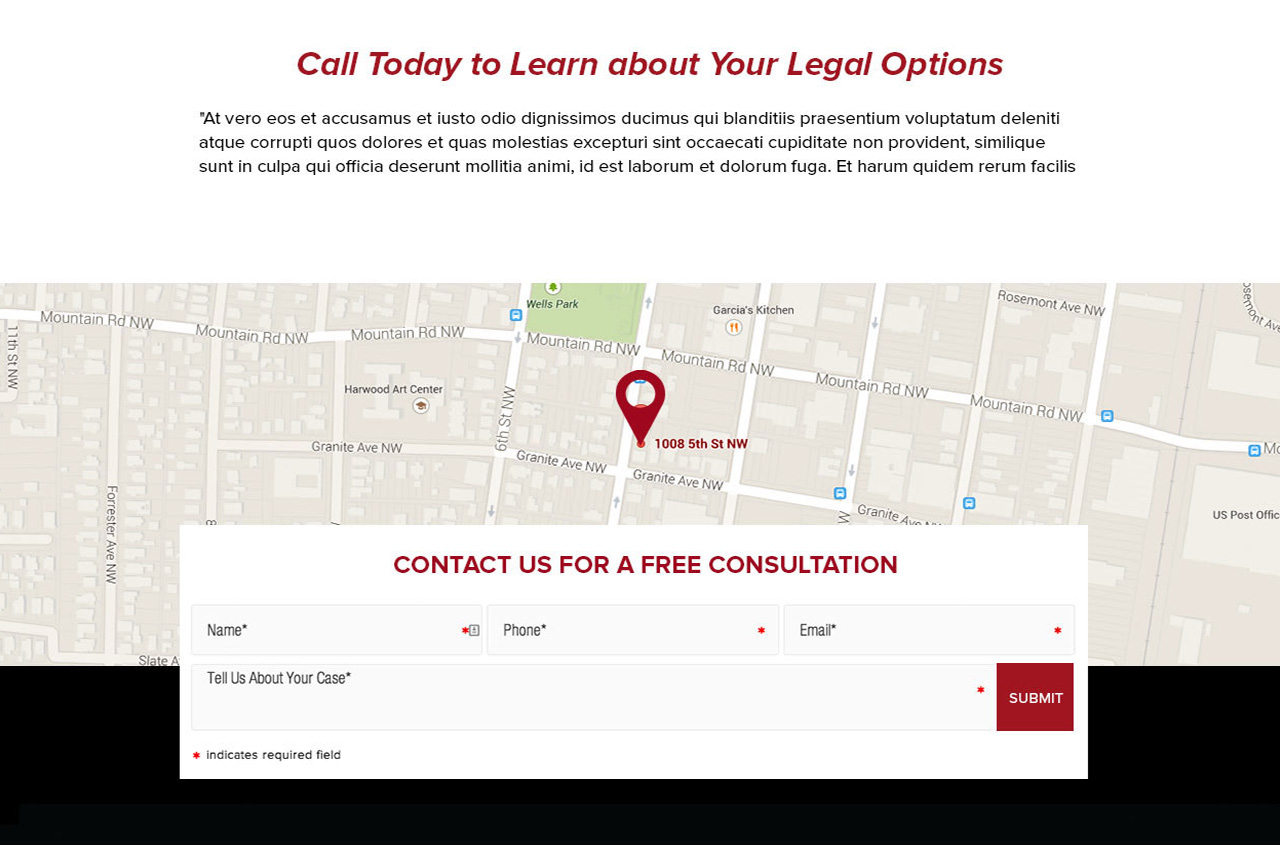 Call Today to Learn about Your Legal Options
"At vero eos et accusamus et iusto odio dignissimos ducimus qui blanditiis praesentium voluptatum deleniti
atque corrupti quos dolores et quas molestias excepturi sint occaecati cupiditate non provident, similique
sunt in culpa qui officia deserunt mollitia animi, id est laborum et dolorum fuga. Et harum quidem rerum facilis
Wells Park
Garcia's Kitchen
Rosemont Ave NW
Mountain Rd NW
Mountain Rd NW
Mountain Rd NW
Mountain Rd NW
Mountain Rd NW
Mountain Rd NW
Mountain Rd NW
11th St NW
Harwood Art Center
6th St NW
1008 5th St NW
Granite Ave NW
Granite Ave NW
Granite Ave NW
Granite Ave NW
Forrester Ave NW
US Post Offic
Slate A
CONTACT US FOR A FREE CONSULTATION
Name* *
Phone* *
Email* *
Tell Us About Your Case* *
SUBMIT
* indicates required field